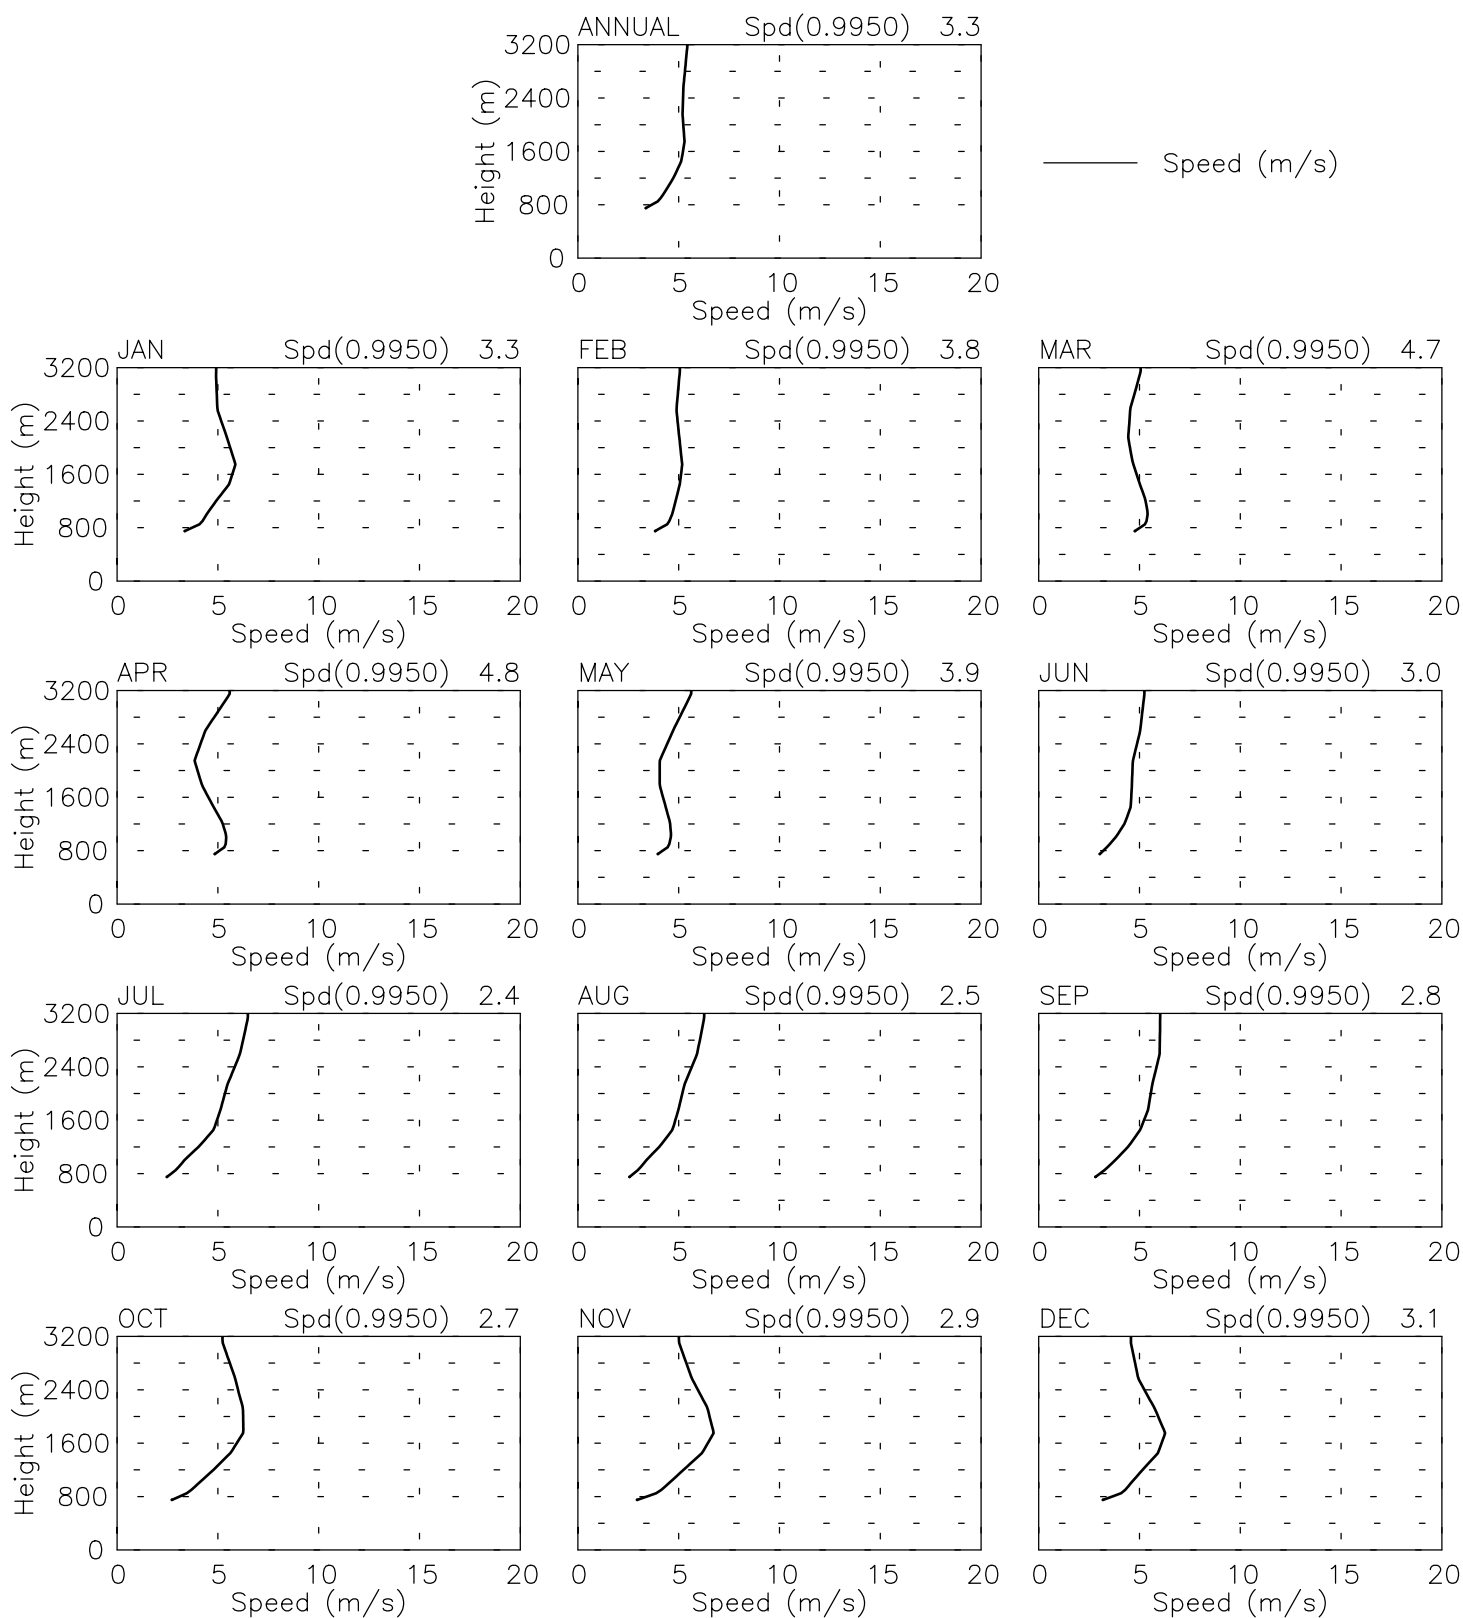 ANNUAL Spd(0.9950) 3.3
3200
2400
1600
800
0
Height (m)
0 5 10 15 20
Speed (m/s)
Speed (m/s)
JAN Spd(0.9950) 3.3
3200
2400
1600
800
0
Height (m)
0 5 10 15 20
Speed (m/s)
FEB Spd(0.9950) 3.8
0 5 10 15 20
Speed (m/s)
MAR Spd(0.9950) 4.7
0 5 10 15 20
Speed (m/s)
APR Spd(0.9950) 4.8
3200
2400
1600
800
0
Height (m)
0 5 10 15 20
Speed (m/s)
MAY Spd(0.9950) 3.9
0 5 10 15 20
Speed (m/s)
JUN Spd(0.9950) 3.0
0 5 10 15 20
Speed (m/s)
JUL Spd(0.9950) 2.4
3200
2400
1600
800
0
Height (m)
0 5 10 15 20
Speed (m/s)
AUG Spd(0.9950) 2.5
0 5 10 15 20
Speed (m/s)
SEP Spd(0.9950) 2.8
0 5 10 15 20
Speed (m/s)
OCT Spd(0.9950) 2.7
3200
2400
1600
800
0
Height (m)
0 5 10 15 20
Speed (m/s)
NOV Spd(0.9950) 2.9
0 5 10 15 20
Speed (m/s)
DEC Spd(0.9950) 3.1
0 5 10 15 20
Speed (m/s)